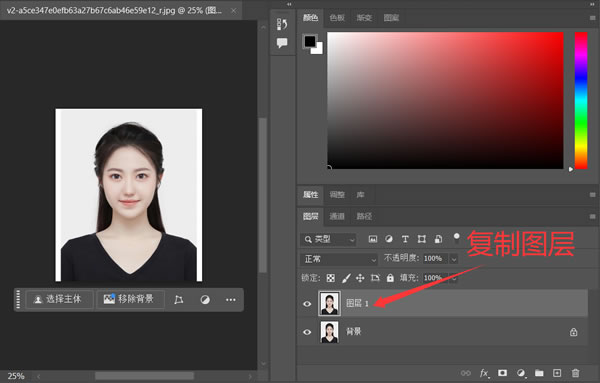 v2-a5ce347e0efb63a27b67c6ab46e59e12_r.jpg @ 25% (图...
颜色 色板 渐变 图案
属性 调整 库
图层 通道 路径
类型
复制图层
正常 不透明度: 100%
锁定: 填充: 100%
选择主体 移除背景
图层 1
背景
25%
fx